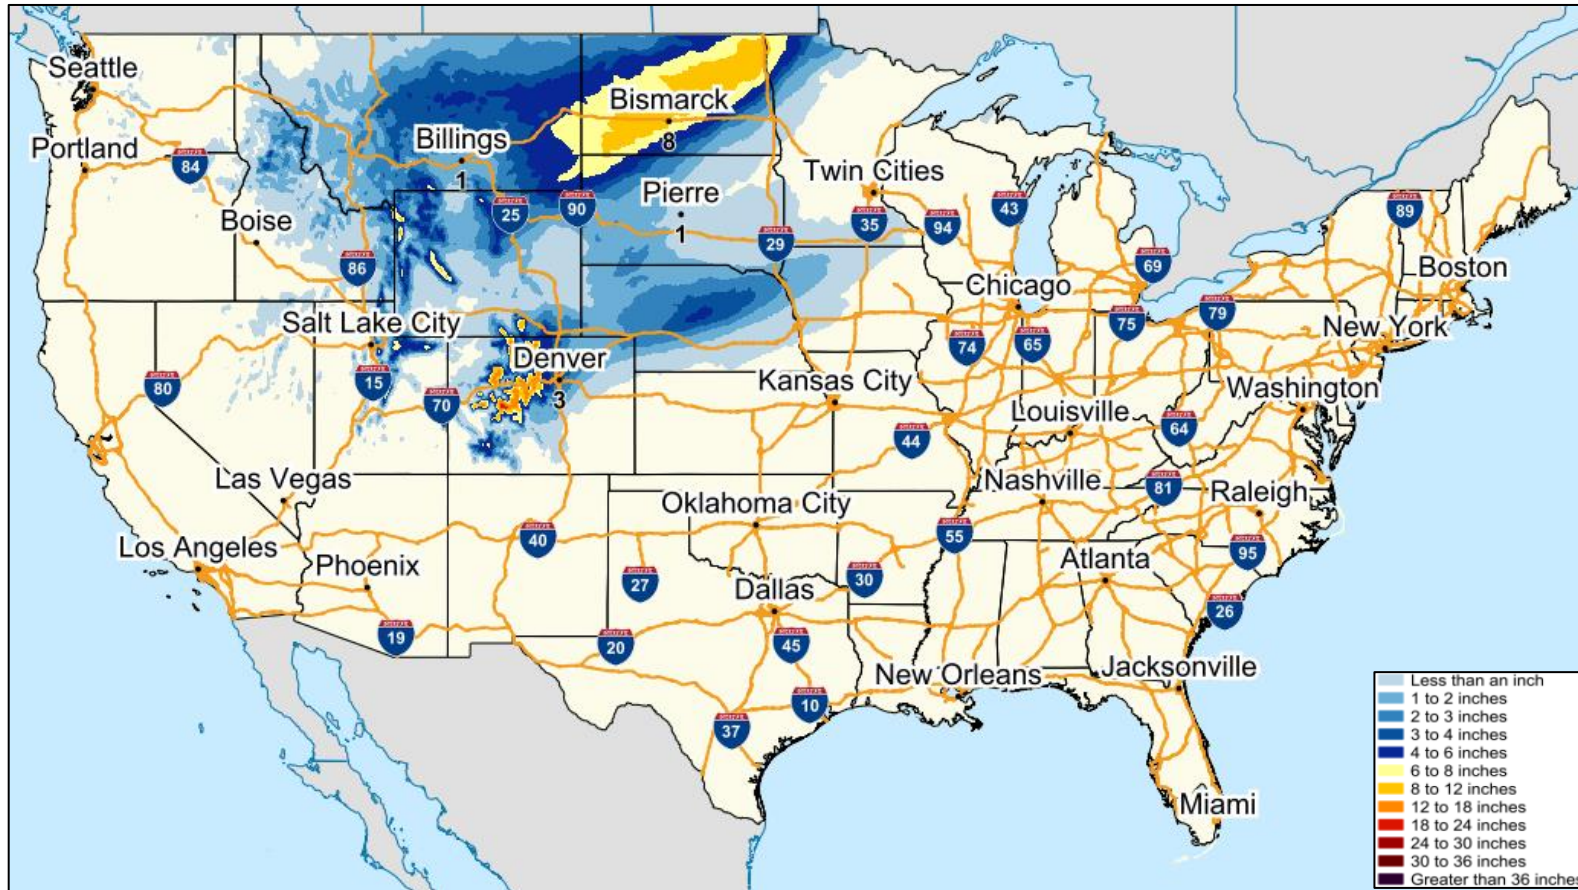 Seattle
Bismarck
8
Billings
1
Portland
84
Twin Cities
Pierre
1
25
90
43
89
Boise
35
94
29
86
69
Boston
Chicago
Salt Lake City
79
75
New York
74
65
Denver
3
80
15
70
Kansas City
Washington
Louisville
64
44
Las Vegas
Nashville
81
Raleigh
Oklahoma City
40
55
95
Los Angeles
Phoenix
Atlanta
27
30
Dallas
26
19
20
45
New Orleans
Jacksonville
10
37
Miami
Less than an inch
1 to 2 inches
2 to 3 inches
3 to 4 inches
4 to 6 inches
6 to 8 inches
8 to 12 inches
12 to 18 inches
18 to 24 inches
24 to 30 inches
30 to 36 inches
Greater than 36 inches